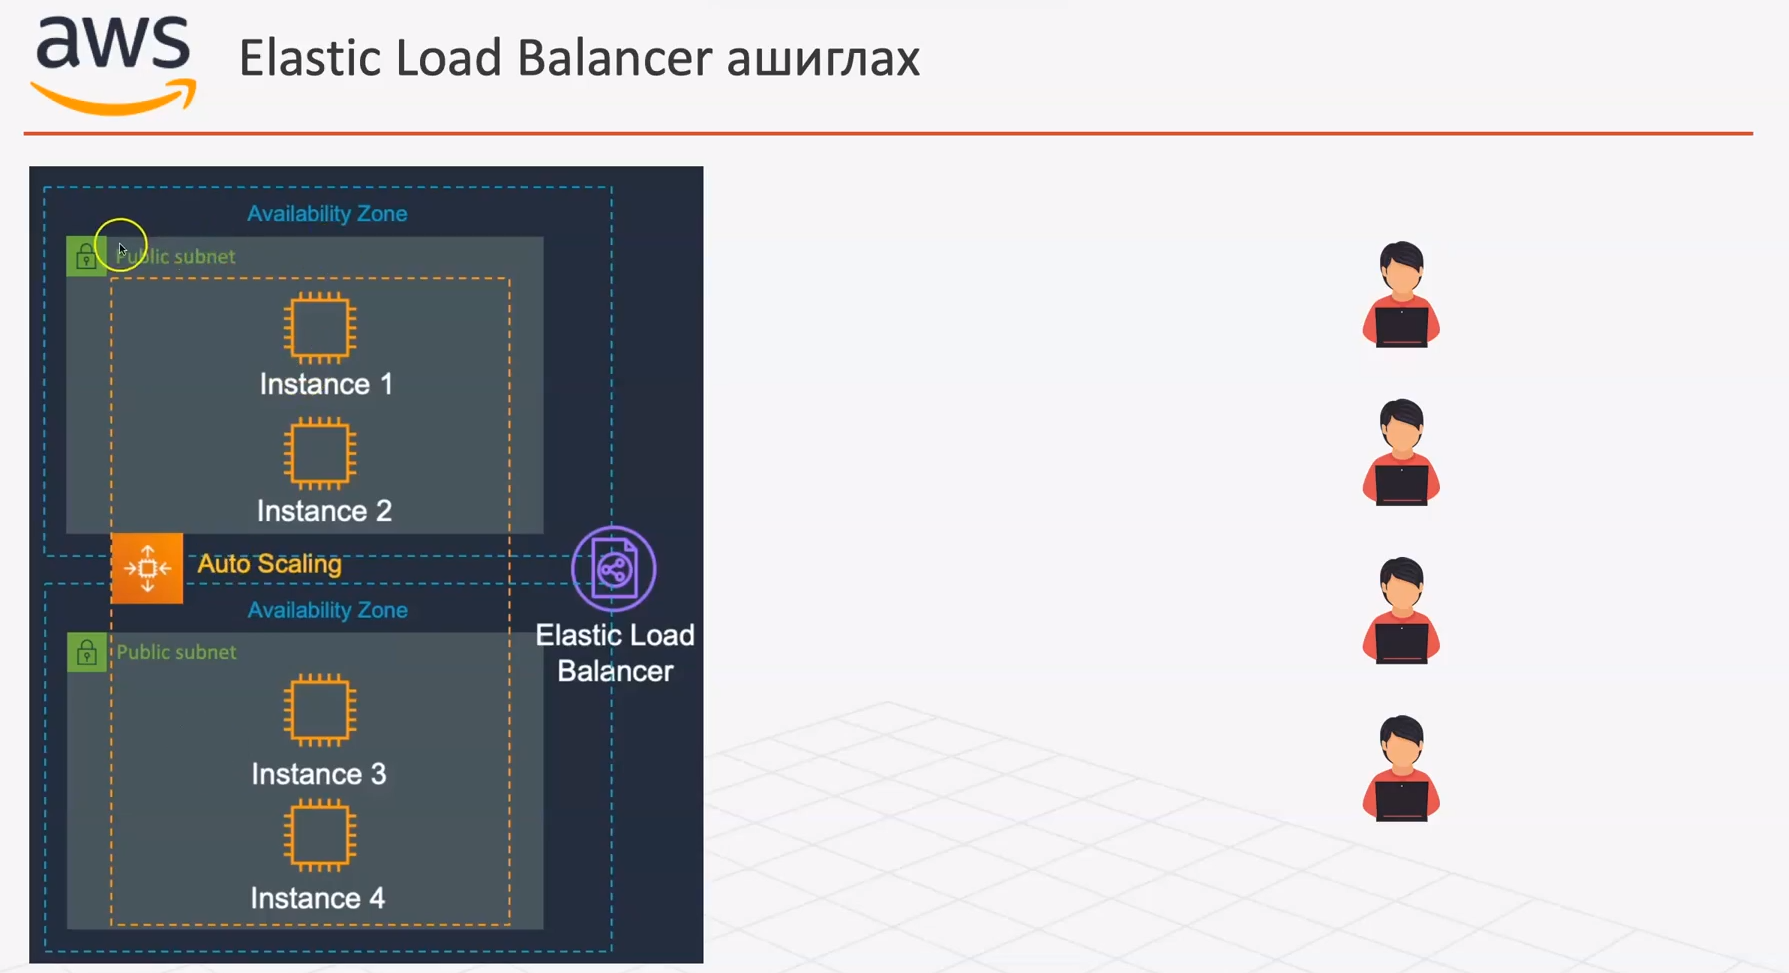 aws
Elastic Load Balancer ашиглах
Availability Zone
Public subnet
Instance 1
Instance 2
Auto Scaling
Availability Zone
Public subnet
Instance 3
Instance 4
Elastic Load
Balancer